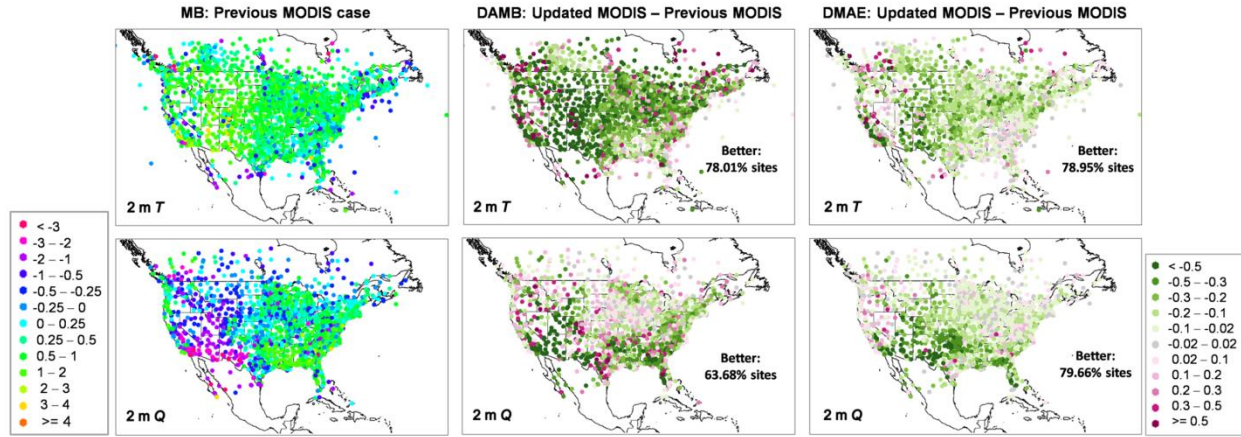 MB: Previous MODIS case
DAMB: Updated MODIS – Previous MODIS
DMAE: Updated MODIS – Previous MODIS
2 m T
Better:
78.01% sites
2 m T
Better:
78.95% sites
2 m T
< -3
-3 – -2
-2 – -1
-1 – -0.5
-0.5 – -0.25
-0.25 – 0
0 – 0.25
0.25 – 0.5
0.5 – 1
1 – 2
2 – 3
3 – 4
>= 4
2 m Q
Better:
63.68% sites
2 m Q
Better:
79.66% sites
2 m Q
< -0.5
-0.5 – -0.3
-0.3 – -0.2
-0.2 – -0.1
-0.1 – -0.02
-0.02 – 0.02
0.02 – 0.1
0.1 – 0.2
0.2 – 0.3
0.3 – 0.5
>= 0.5